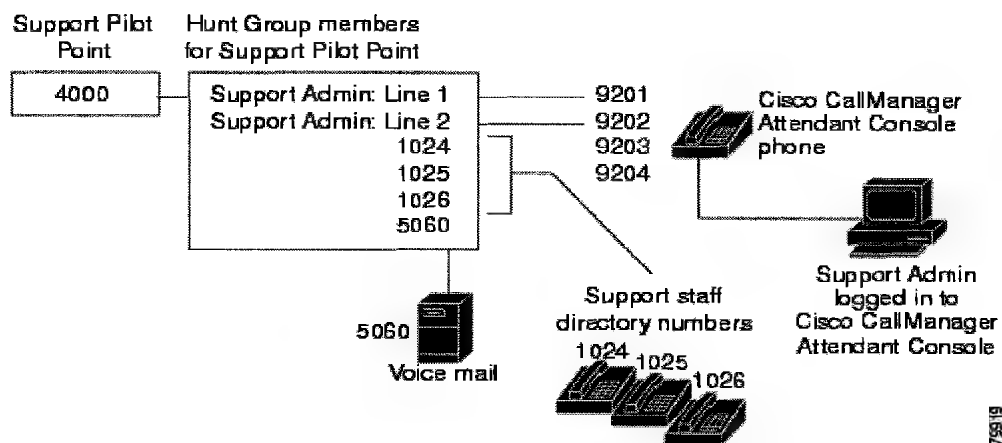 Support Pilot
Point
4000
Hunt Group members
for Support Pilot Point
Support Admin: Line 1
Support Admin: Line 2
1024
1025
1026
5060
9201
9202
9203
9204
Cisco CallManager
Attendant Console
phone
Support Admin
logged in to
Cisco CallManager
Attendant Console
5060
Voice mail
Support staff
directory numbers
1024
1025
1026
79919